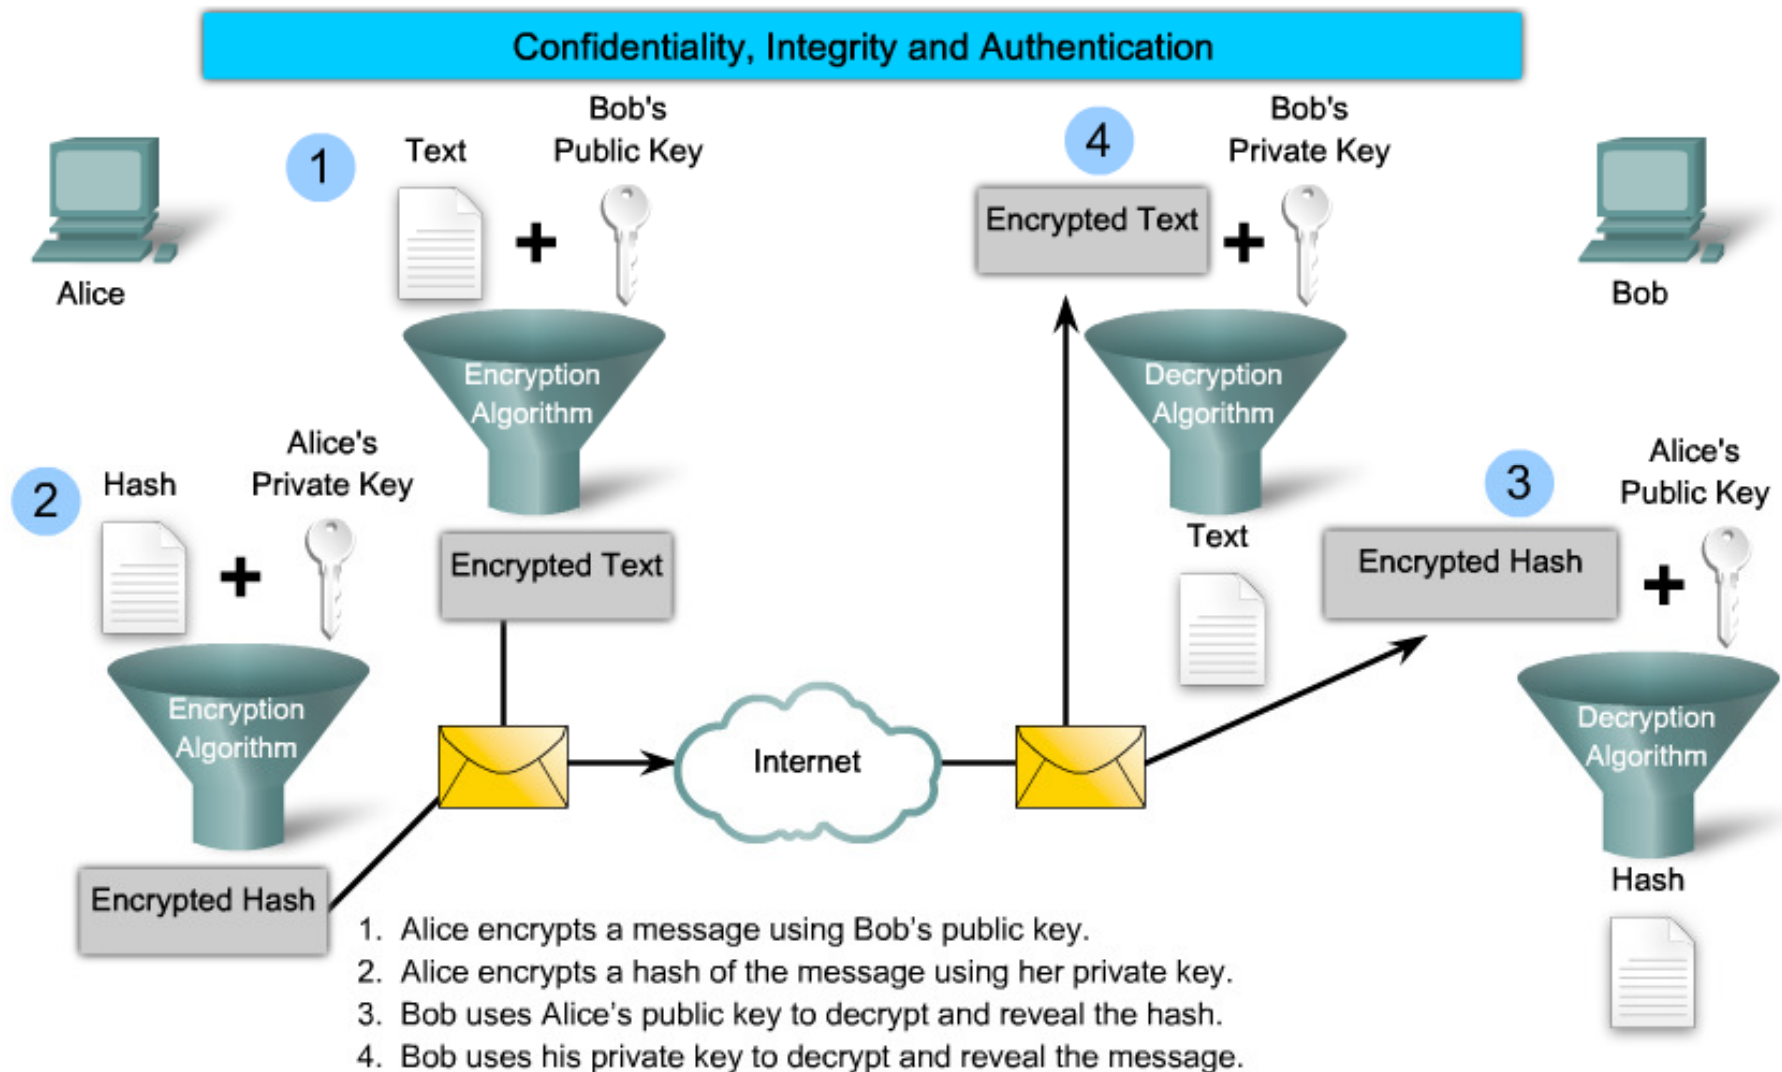 Confidentiality, Integrity and Authentication
Alice
1
Text
Bob's
Public Key
Encryption
Algorithm
Encrypted Text
2
Hash
Alice's
Private Key
Encryption
Algorithm
Encrypted Hash
Internet
4
Encrypted Text
Bob's
Private Key
Decryption
Algorithm
Text
Bob
3
Encrypted Hash
Alice's
Public Key
Decryption
Algorithm
Hash
1. Alice encrypts a message using Bob's public key.
2. Alice encrypts a hash of the message using her private key.
3. Bob uses Alice's public key to decrypt and reveal the hash.
4. Bob uses his private key to decrypt and reveal the message.